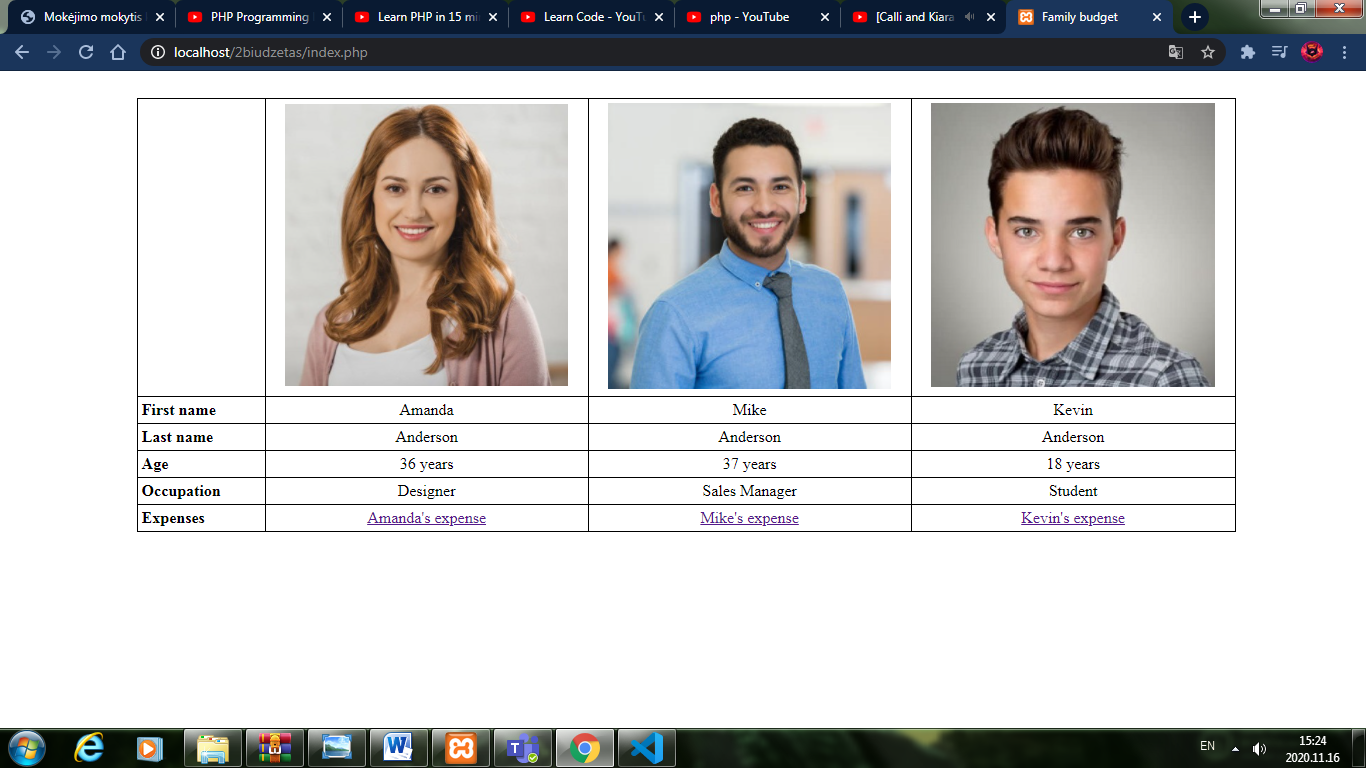 Mokėjimo mokytis
PHP Programming
Learn PHP in 15 mi
Learn Code - YouTu
php - YouTube
[Calli and Kiara
Family budget
localhost/2biudzetas/index.php
First name Amanda Mike Kevin
Last name Anderson Anderson Anderson
Age 36 years 37 years 18 years
Occupation Designer Sales Manager Student
Expenses Amanda's expense Mike's expense Kevin's expense
EN
15:24
2020.11.16